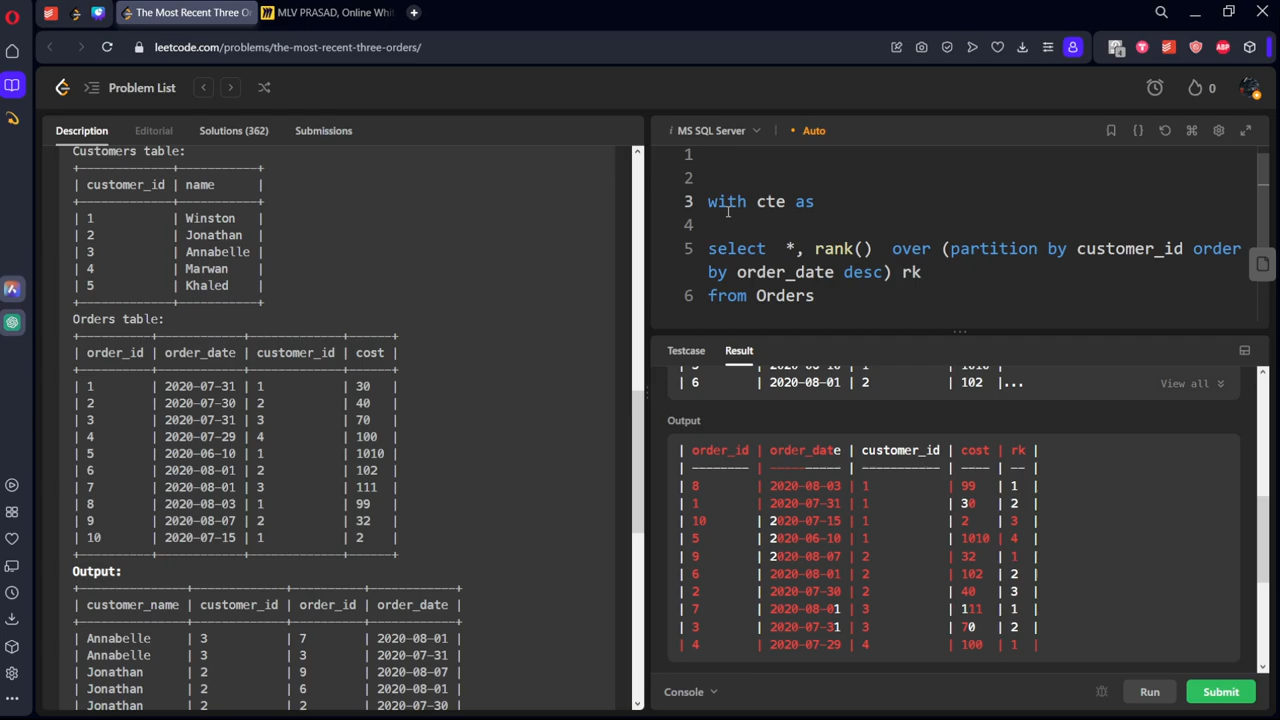 The Most Recent Three O
MLV PRASAD, Online Whi
leetcode.com/problems/the-most-recent-three-orders/
4
ABP
Problem List
0
Description
Editorial
Solutions (362)
Submissions
Customers table:
+-------------+-----------+
| customer_id | name |
+-------------+-----------+
| 1 | Winston |
| 2 | Jonathan |
| 3 | Annabelle |
| 4 | Marwan |
| 5 | Khaled |
+-------------+-----------+
Orders table:
+----------+------------+-------------+------+
| order_id | order_date | customer_id | cost |
+----------+------------+-------------+------+
| 1 | 2020-07-31 | 1 | 30 |
| 2 | 2020-07-30 | 2 | 40 |
| 3 | 2020-07-31 | 3 | 70 |
| 4 | 2020-07-29 | 4 | 100 |
| 5 | 2020-06-10 | 1 | 1010 |
| 6 | 2020-08-01 | 2 | 102 |
| 7 | 2020-08-01 | 3 | 111 |
| 8 | 2020-08-03 | 1 | 99 |
| 9 | 2020-08-07 | 2 | 32 |
| 10 | 2020-07-15 | 1 | 2 |
+----------+------------+-------------+------+
Output:
+---------------+-------------+----------+------------+
| customer_name | customer_id | order_id | order_date |
+---------------+-------------+----------+------------+
| Annabelle | 3 | 7 | 2020-08-01 |
| Annabelle | 3 | 3 | 2020-07-31 |
| Jonathan | 2 | 9 | 2020-08-07 |
| Jonathan | 2 | 6 | 2020-08-01 |
| Jonathan | 2 | 2 | 2020-07-30 |
i MS SQL Server
• Auto
1
2
3 with cte as
4
5 select *, rank() over (partition by customer_id order
by order_date desc) rk
6 from Orders
Testcase
Result
| 6 | 2020-08-01 | 2 | 102 |...
View all
Output
| order_id | order_date | customer_id | cost | rk |
| -------- | ---------- | ----------- | ---- | -- |
| 8 | 2020-08-03 | 1 | 99 | 1 |
| 1 | 2020-07-31 | 1 | 30 | 2 |
| 10 | 2020-07-15 | 1 | 2 | 3 |
| 5 | 2020-06-10 | 1 | 1010 | 4 |
| 9 | 2020-08-07 | 2 | 32 | 1 |
| 6 | 2020-08-01 | 2 | 102 | 2 |
| 2 | 2020-07-30 | 2 | 40 | 3 |
| 7 | 2020-08-01 | 3 | 111 | 1 |
| 3 | 2020-07-31 | 3 | 70 | 2 |
| 4 | 2020-07-29 | 4 | 100 | 1 |
Console
Run
Submit